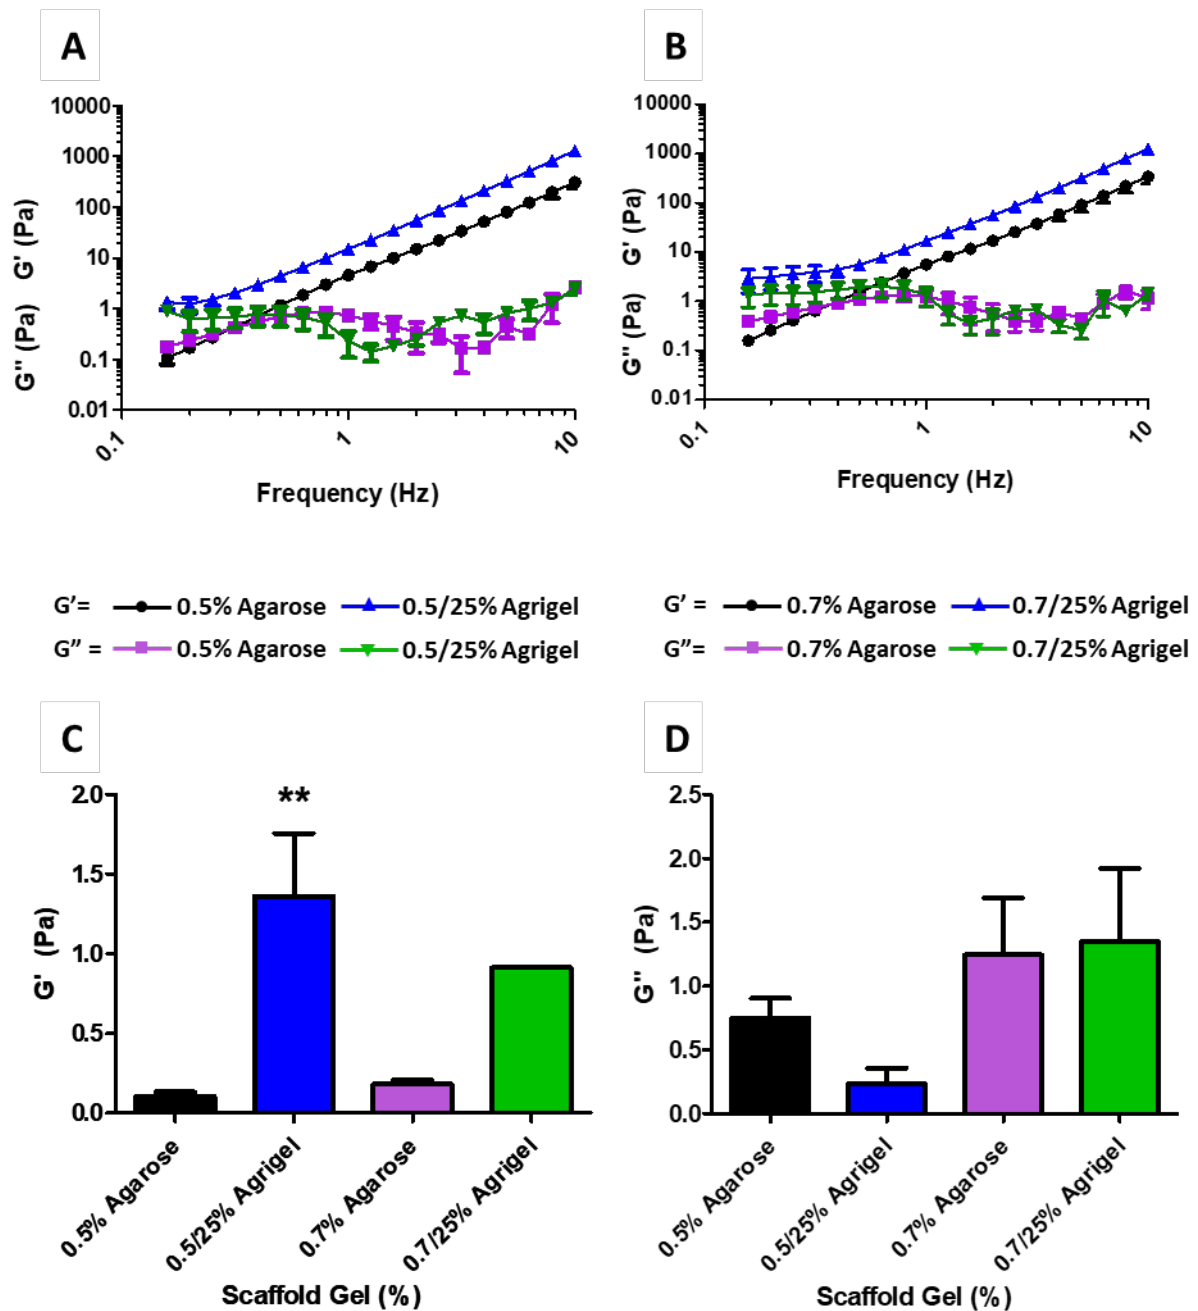 A
10000
1000
100
10
1
0.1
0.01
G'' (Pa) G' (Pa)
0.1
1
10
Frequency (Hz)
B
10000
1000
100
10
1
0.1
0.01
G'' (Pa) G' (Pa)
0.1
1
10
Frequency (Hz)
G’= 0.5% Agarose 0.5/25% Agrigel
G’’ = 0.5% Agarose 0.5/25% Agrigel
G’ = 0.7% Agarose 0.7/25% Agrigel
G’’= 0.7% Agarose 0.7/25% Agrigel
C
2.0
1.5
1.0
0.5
0.0
G' (Pa)
**
0.5% Agarose
0.5/25% Agrigel
0.7% Agarose
0.7/25% Agrigel
Scaffold Gel (%)
D
2.5
2.0
1.5
1.0
0.5
0.0
G'' (Pa)
0.5% Agarose
0.5/25% Agrigel
0.7% Agarose
0.7/25% Agrigel
Scaffold Gel (%)